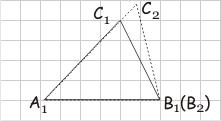 C₁ C₂
A₁ B₁(B₂)